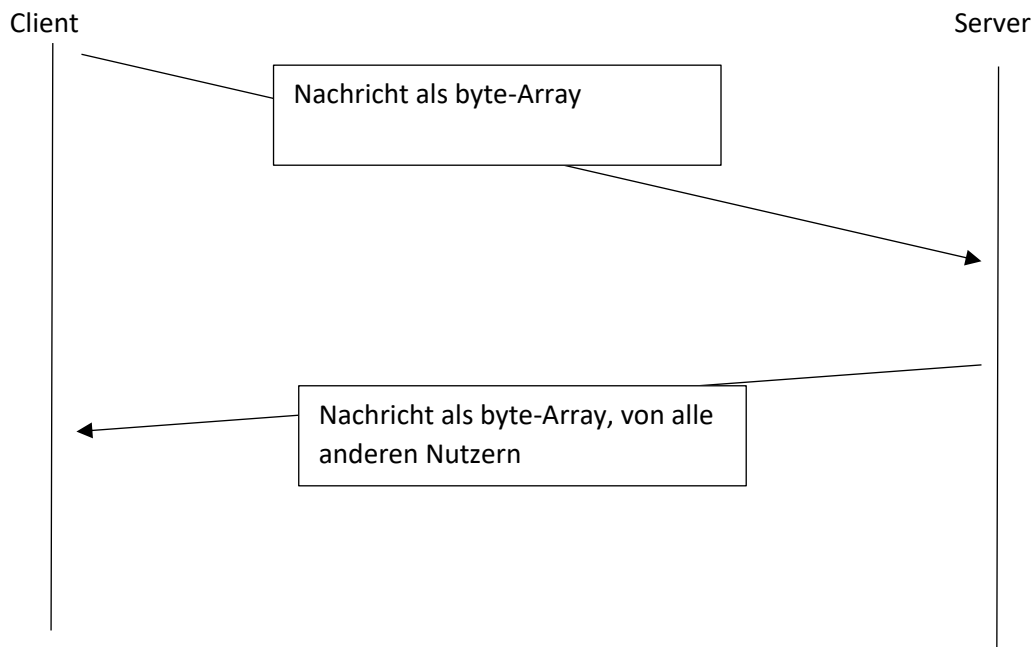 Client
Server
Nachricht als byte-Array
Nachricht als byte-Array, von alle
anderen Nutzern